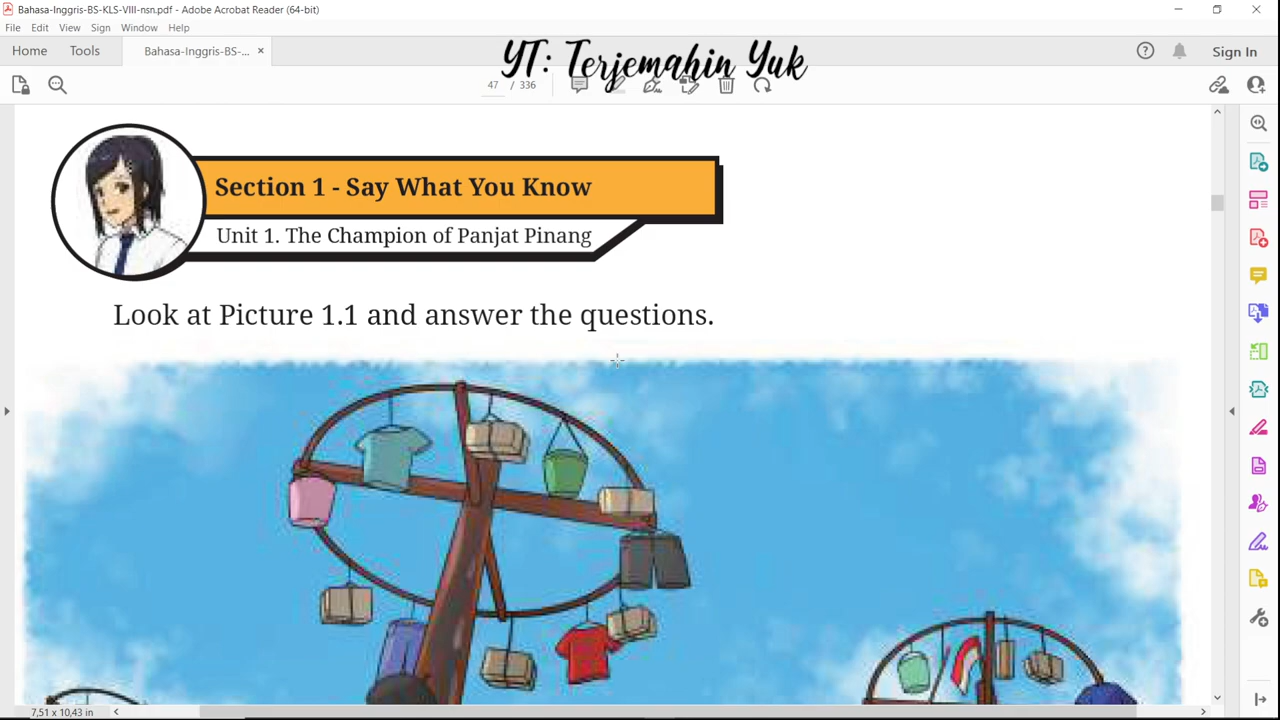 Bahasa-Inggris-BS-KLS-VIII-nsn.pdf - Adobe Acrobat Reader (64-bit)
File Edit View Sign Window Help
Home Tools Bahasa-Inggris-BS-... × Sign In
YT: Terjemahin Yuk
47 / 336
Section 1 - Say What You Know
Unit 1. The Champion of Panjat Pinang
Look at Picture 1.1 and answer the questions.
7,51 x 10,43 in